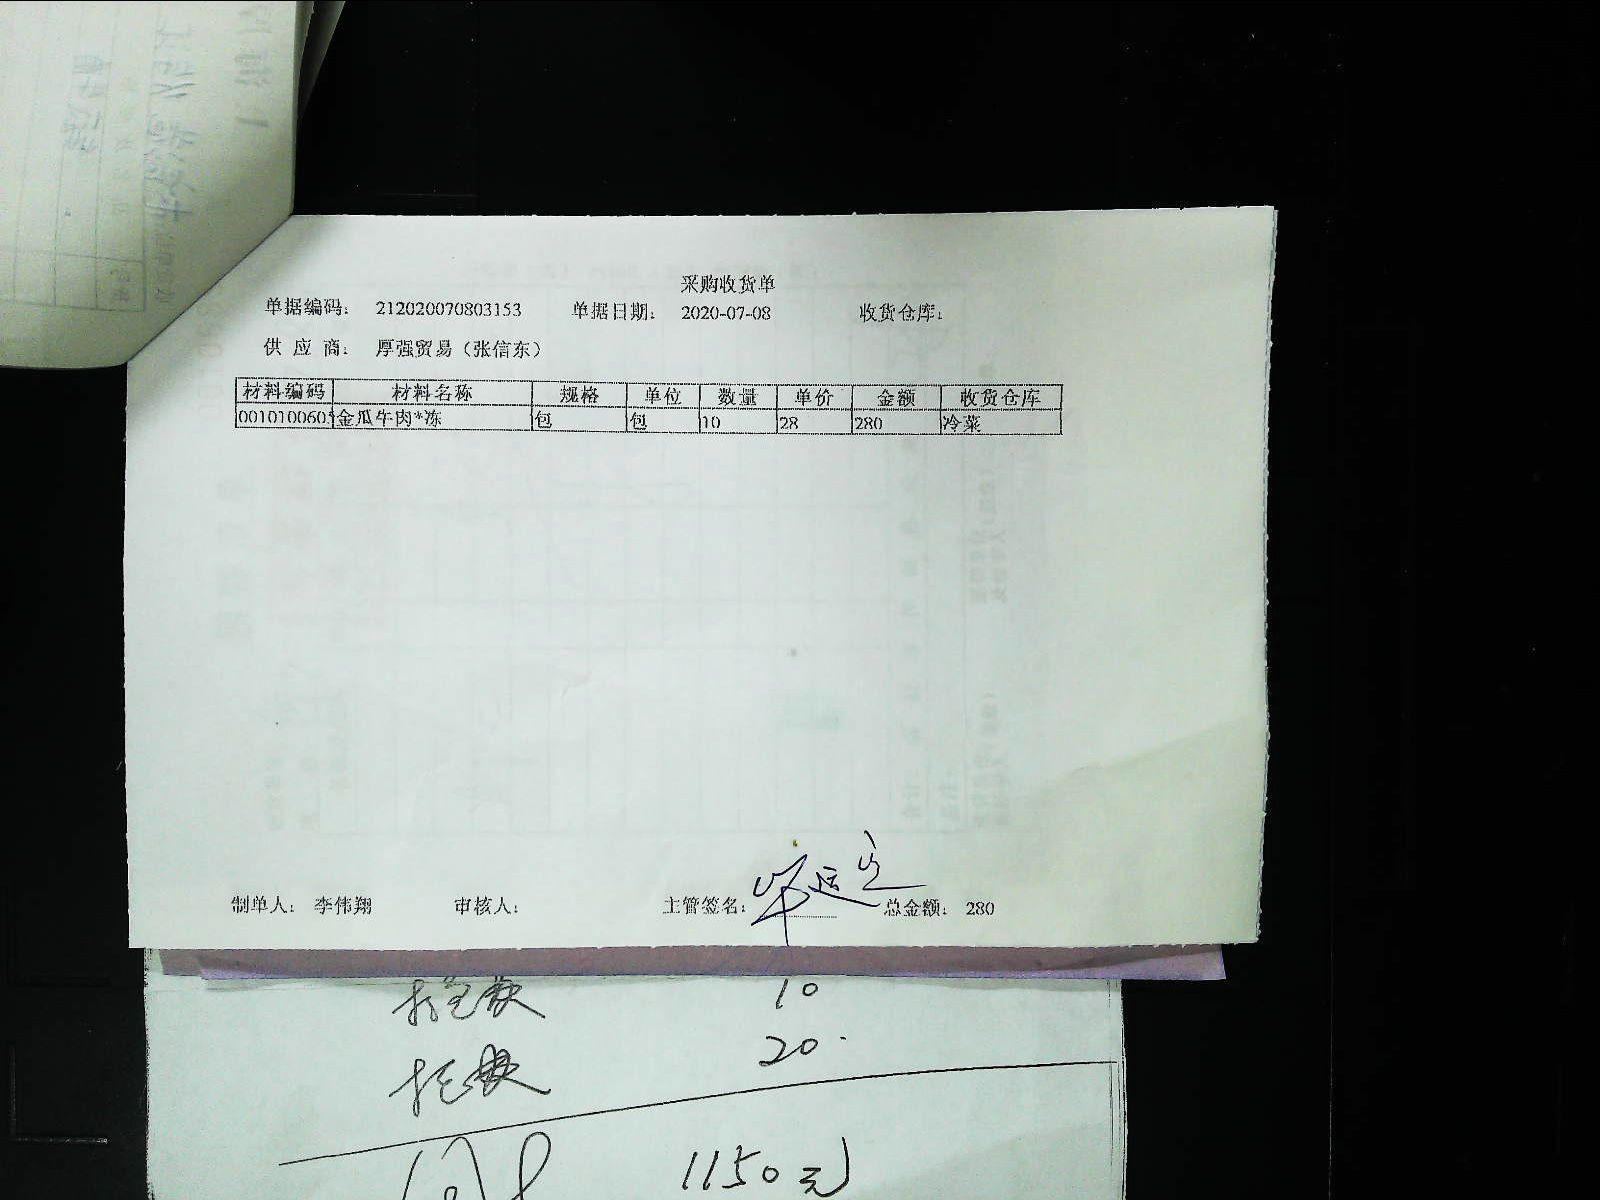 采购收货单
单据编码： 212020070803153 单据日期： 2020-07-08 收货仓库：
供 应 商： 厚强贸易（张信东）
材料编码 材料名称 规格 单位 数量 单价 金额 收货仓库
001010060 金瓜牛肉*冻 包 包 10 28 280 冷菜
制单人： 李伟翔 审核人： 主管签名： 总金额： 280
10
20
1150元